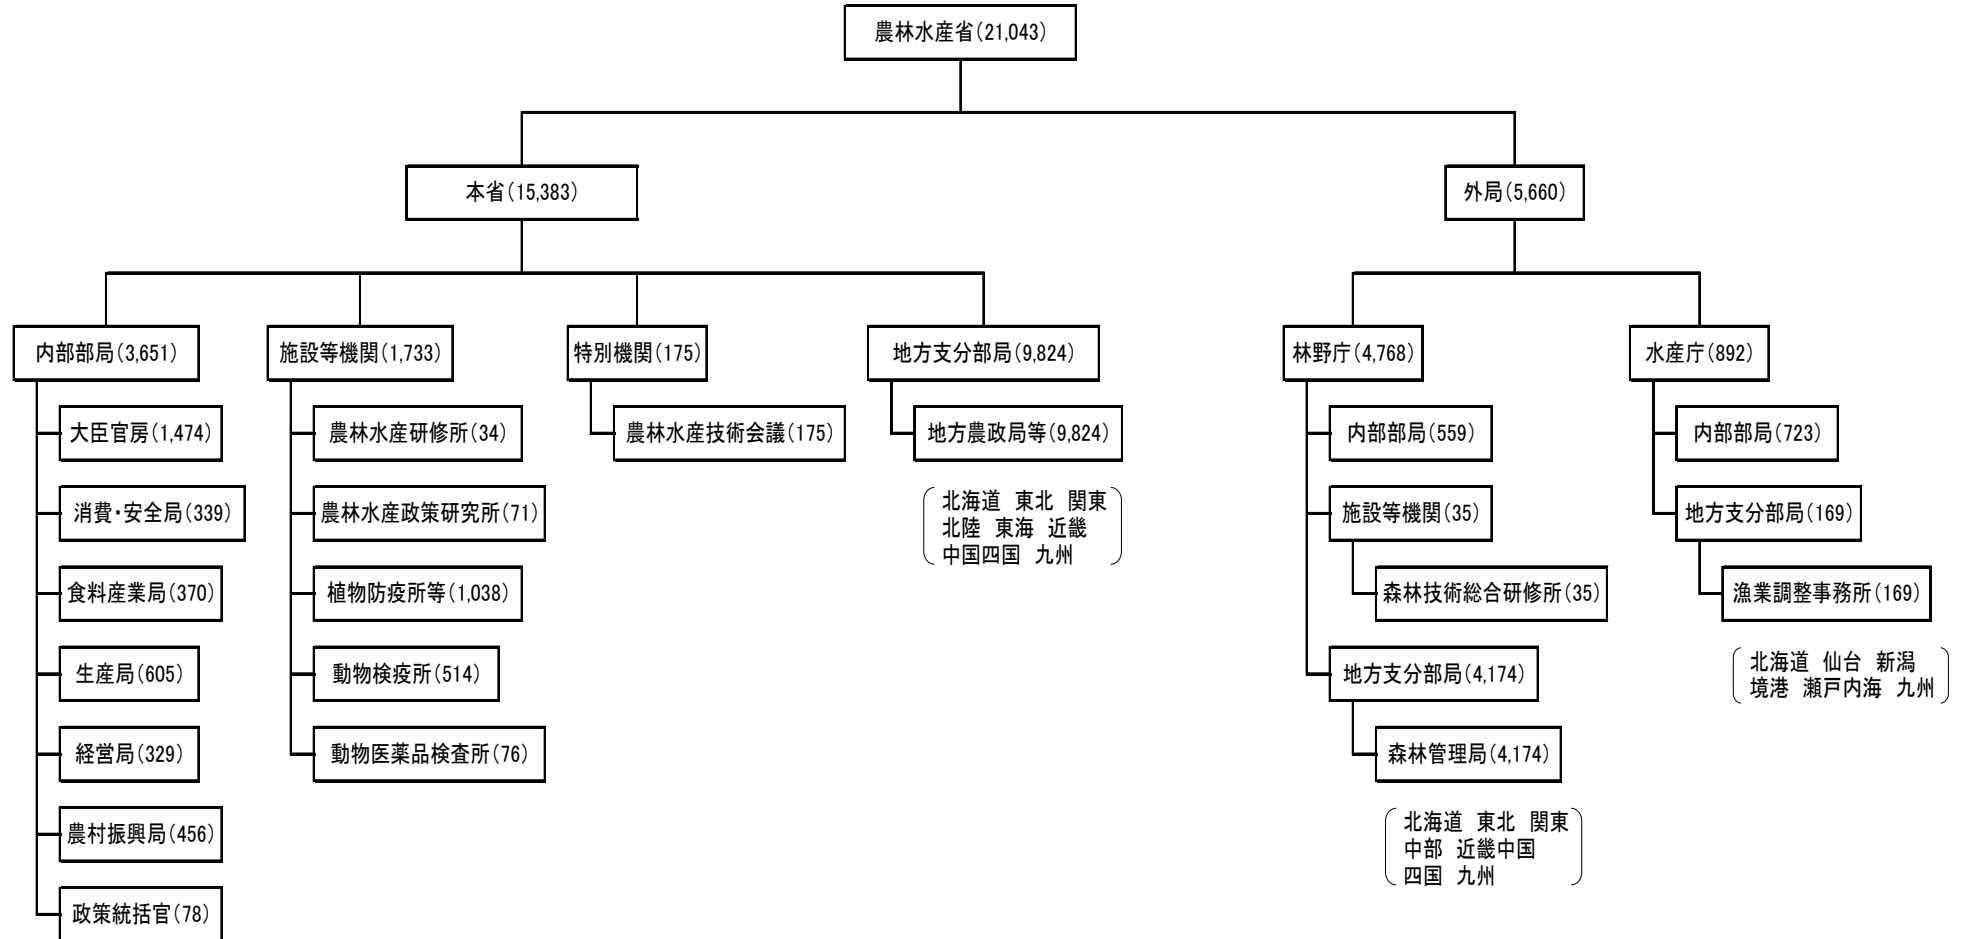 農林水産省(21,043)
本省(15,383)
外局(5,660)
内部部局(3,651)
施設等機関(1,733)
特別機関(175)
地方支分部局(9,824)
林野庁(4,768)
水産庁(892)
大臣官房(1,474)
消費・安全局(339)
食料産業局(370)
生産局(605)
経営局(329)
農村振興局(456)
政策統括官(78)
農林水産研修所(34)
農林水産政策研究所(71)
植物防疫所等(1,038)
動物検疫所(514)
動物医薬品検査所(76)
農林水産技術会議(175)
地方農政局等(9,824)
北海道 東北 関東
北陸 東海 近畿
中国四国 九州
内部部局(559)
施設等機関(35)
森林技術総合研修所(35)
地方支分部局(4,174)
森林管理局(4,174)
北海道 東北 関東
中部 近畿中国
四国 九州
内部部局(723)
地方支分部局(169)
漁業調整事務所(169)
北海道 仙台 新潟
境港 瀬戸内海 九州